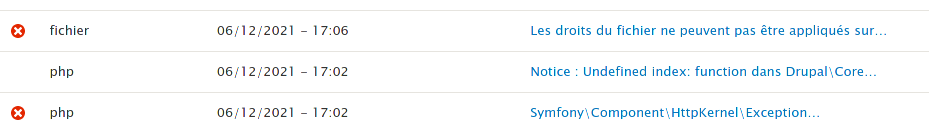 fichier 06/12/2021 – 17:06 Les droits du fichier ne peuvent pas être appliqués sur…
php 06/12/2021 – 17:02 Notice : Undefined index: function dans Drupal\Core…
php 06/12/2021 – 17:02 Symfony\Component\HttpKernel\Exception…